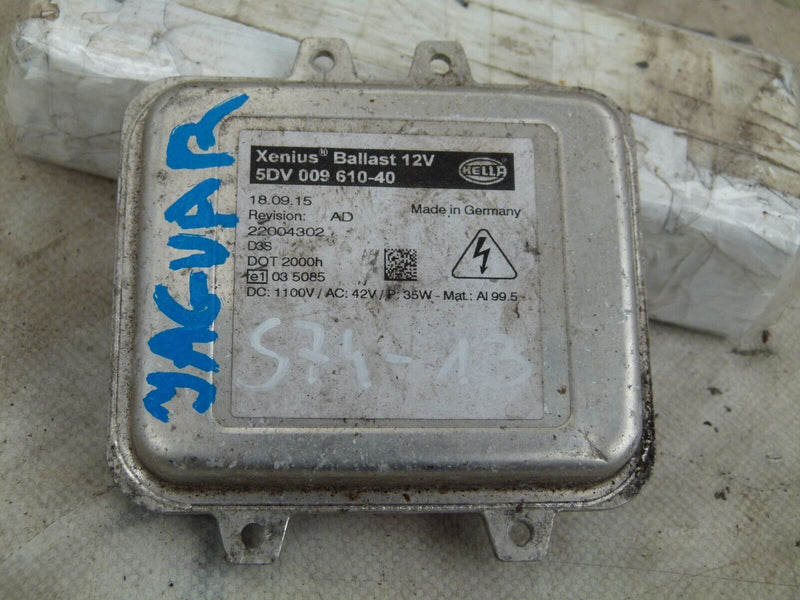 Xenius® Ballast 12V
5DV 009 610-40
HELLA
18.09.15
Revision: AD
Made in Germany
22004302
D3S
DOT 2000h
e1 03 5085
DC: 1100V / AC: 42V / P: 35W - Mat.: Al 99.5
S74-13
JAGUAR